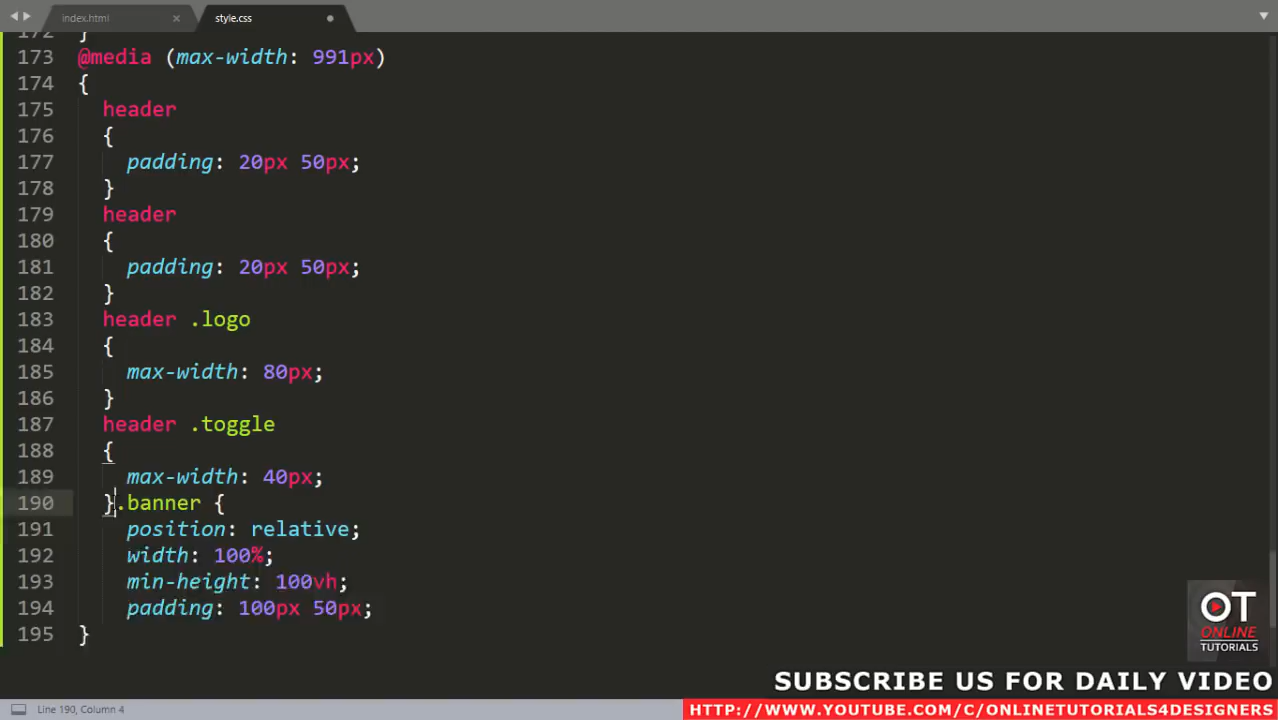 index.html × style.css
172 }
173 @media (max-width: 991px)
174 {
175 header
176 {
177 padding: 20px 50px;
178 }
179 header
180 {
181 padding: 20px 50px;
182 }
183 header .logo
184 {
185 max-width: 80px;
186 }
187 header .toggle
188 {
189 max-width: 40px;
190 }.banner {
191 position: relative;
192 width: 100%;
193 min-height: 100vh;
194 padding: 100px 50px;
195 }
OT
ONLINE
TUTORIALS
SUBSCRIBE US FOR DAILY VIDEO
Line 190, Column 4
HTTP://WWW.YOUTUBE.COM/C/ONLINETUTORIALS4DESIGNERS